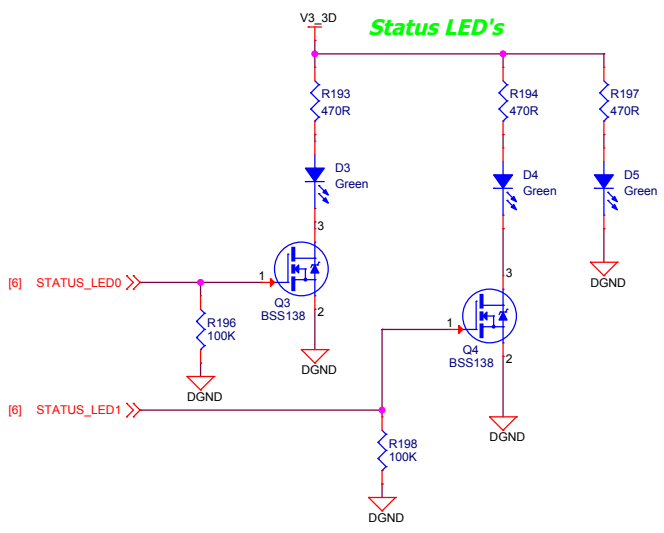 V3_3D
Status LED's
R193
470R
R194
470R
R197
470R
D3
Green
D4
Green
D5
Green
3
[6] STATUS_LED0
1
Q3
BSS138
2
DGND
3
1
Q4
BSS138
2
R196
100K
DGND
DGND
[6] STATUS_LED1
DGND
R198
100K
DGND